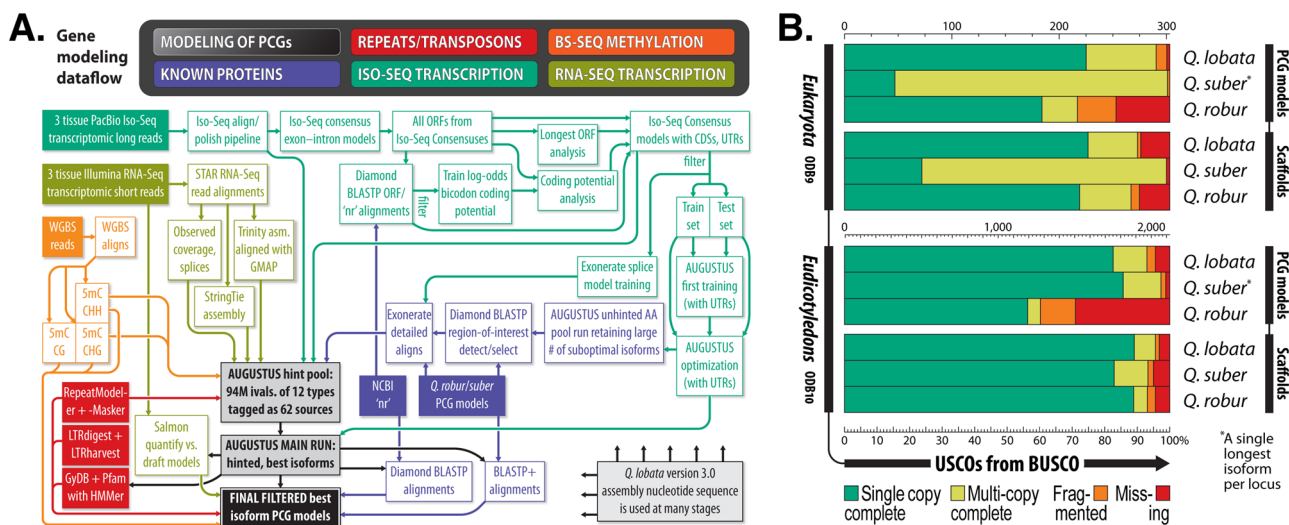 A.
Gene
modeling
dataflow
MODELING OF PCGs
REPEATS/TRANSPOSONS
BS-SEQ METHYLATION
KNOWN PROTEINS
ISO-SEQ TRANSCRIPTION
RNA-SEQ TRANSCRIPTION
3 tissue PacBio Iso-Seq
transcriptomic long reads
Iso-Seq align/
polish pipeline
Iso-Seq consensus
exon–intron models
All ORFs from
Iso-Seq Consensuses
Longest ORF
analysis
Iso-Seq Consensus
models with CDSs, UTRs
filter
3 tissue Illumina RNA-Seq
transcriptomic short reads
STAR RNA-Seq
read alignments
Diamond
BLASTP ORF/
'nr' alignments
filter
Train log-odds
bicodon coding
potential
Coding potential
analysis
Train
set
Test
set
WGBS
reads
WGBS
aligns
Observed
coverage,
splices
Trinity asm.
aligned with
GMAP
StringTie
assembly
5mC
CHH
5mC
CG
5mC
CHG
Exonerate splice
model training
AUGUSTUS
first training
(with UTRs)
Exonerate
detailed
aligns
Diamond BLASTP
region-of-interest
detect/select
AUGUSTUS unhinted AA
pool run retaining large
# of suboptimal isoforms
AUGUSTUS
optimization
(with UTRs)
AUGUSTUS hint pool:
94M ivals. of 12 types
tagged as 62 sources
NCBI
'nr'
Q. robur/suber
PCG models
RepeatModel-
er + -Masker
LTRdigest +
LTRharvest
GyDB + Pfam
with HMMer
Salmon
quantify vs.
draft models
AUGUSTUS MAIN RUN:
hinted, best isoforms
Diamond BLASTP
alignments
BLASTP+
alignments
FINAL FILTERED best
isoform PCG models
Q. lobata version 3.0
assembly nucleotide sequence
is used at many stages
B.
0 100 200 300
Eukaryota ODB9
Q. lobata
Q. suber*
Q. robur
PCG models
Q. lobata
Q. suber
Q. robur
Scaffolds
0 1,000 2,000
Eudicotyledons ODB10
Q. lobata
Q. suber*
Q. robur
PCG models
Q. lobata
Q. suber
Q. robur
Scaffolds
0 10 20 30 40 50 60 70 80 90 100%
USCOs from BUSCO
*A single
longest
isoform
per locus
Single copy
complete
Multi-copy
complete
Frag-
mented
Miss-
ing